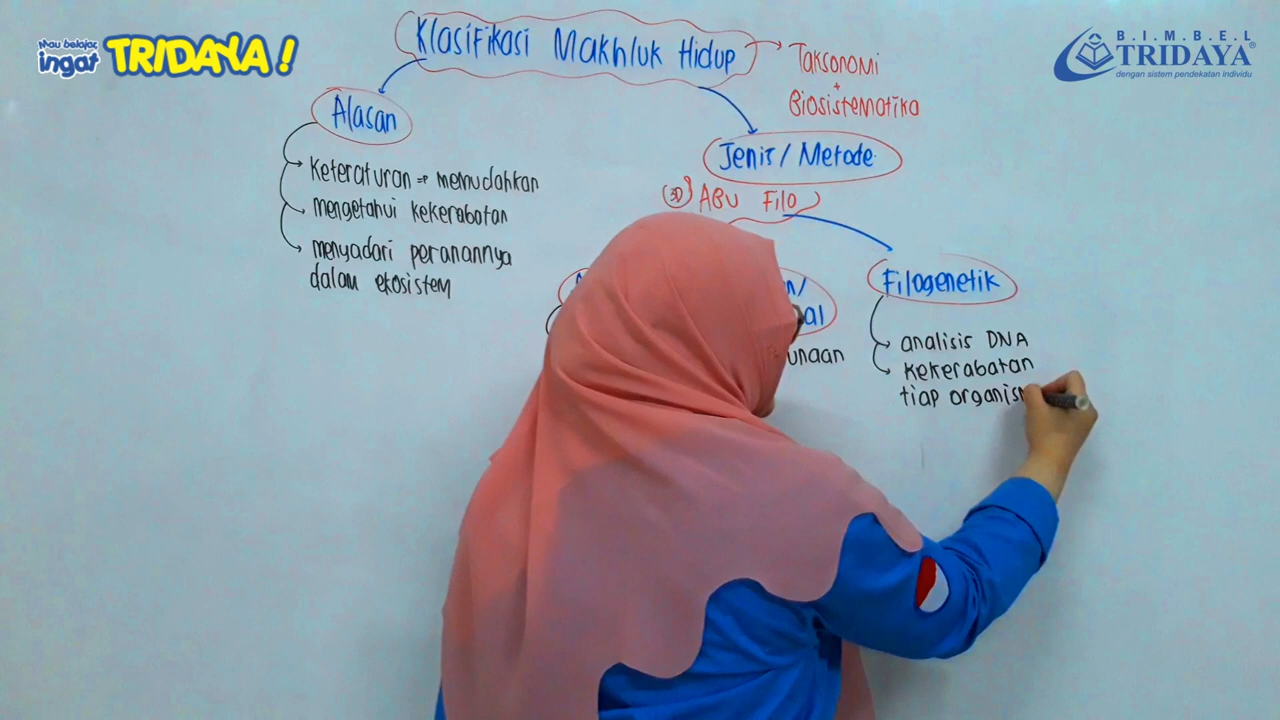 Mau belajar,
ingat TRIDAYA!
BIMBEL
TRIDAYA®
dengan sistem pendekatan individu
Klasifikasi Makhluk Hidup
Taksonomi
+
Biosistematika
Alasan
Keteraturan => memudahkan
mengetahui kekerabatan
menyadari peranannya
dalam ekosistem
Jenis / Metode
ABU Filo
Filogenetik
analisis DNA
kekerabatan
tiap organis